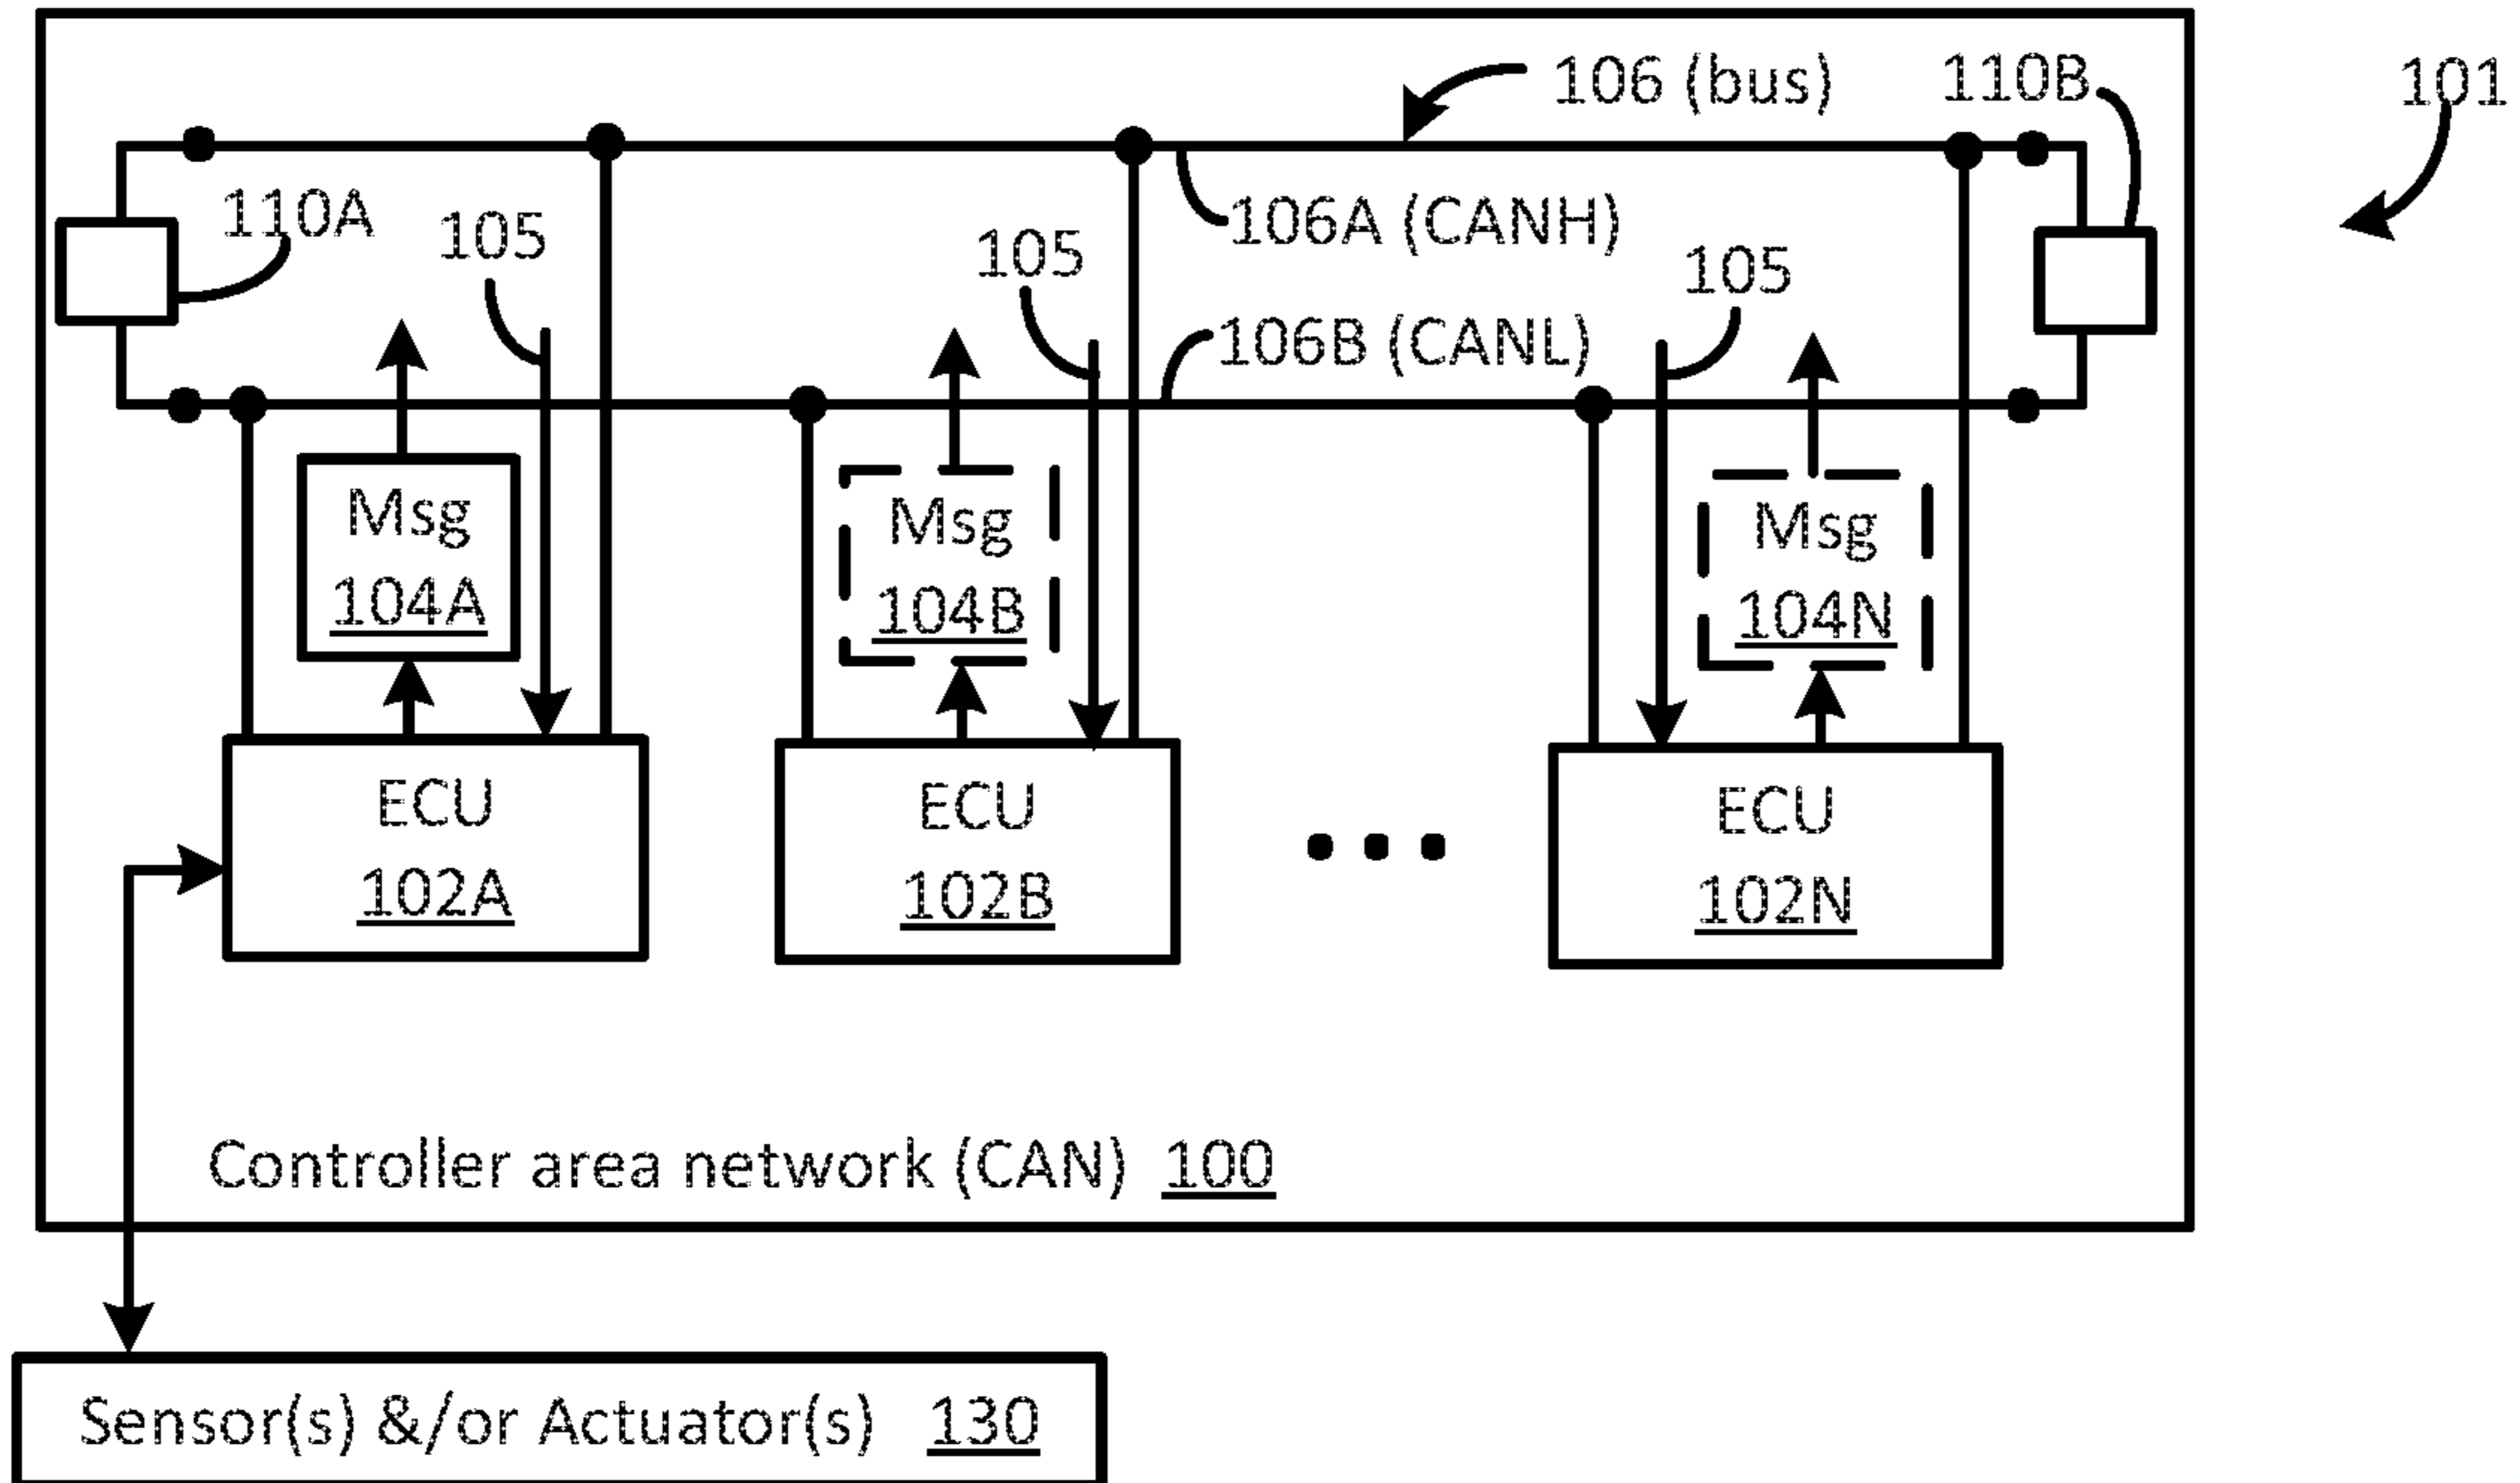 106 (bus)
110B
101
110A
105
106A (CANH)
105
105
106B (CANL)
Msg
104A
Msg
104B
Msg
104N
ECU
102A
ECU
102B
ECU
102N
Controller area network (CAN) 100
Sensor(s) &/or Actuator(s) 130